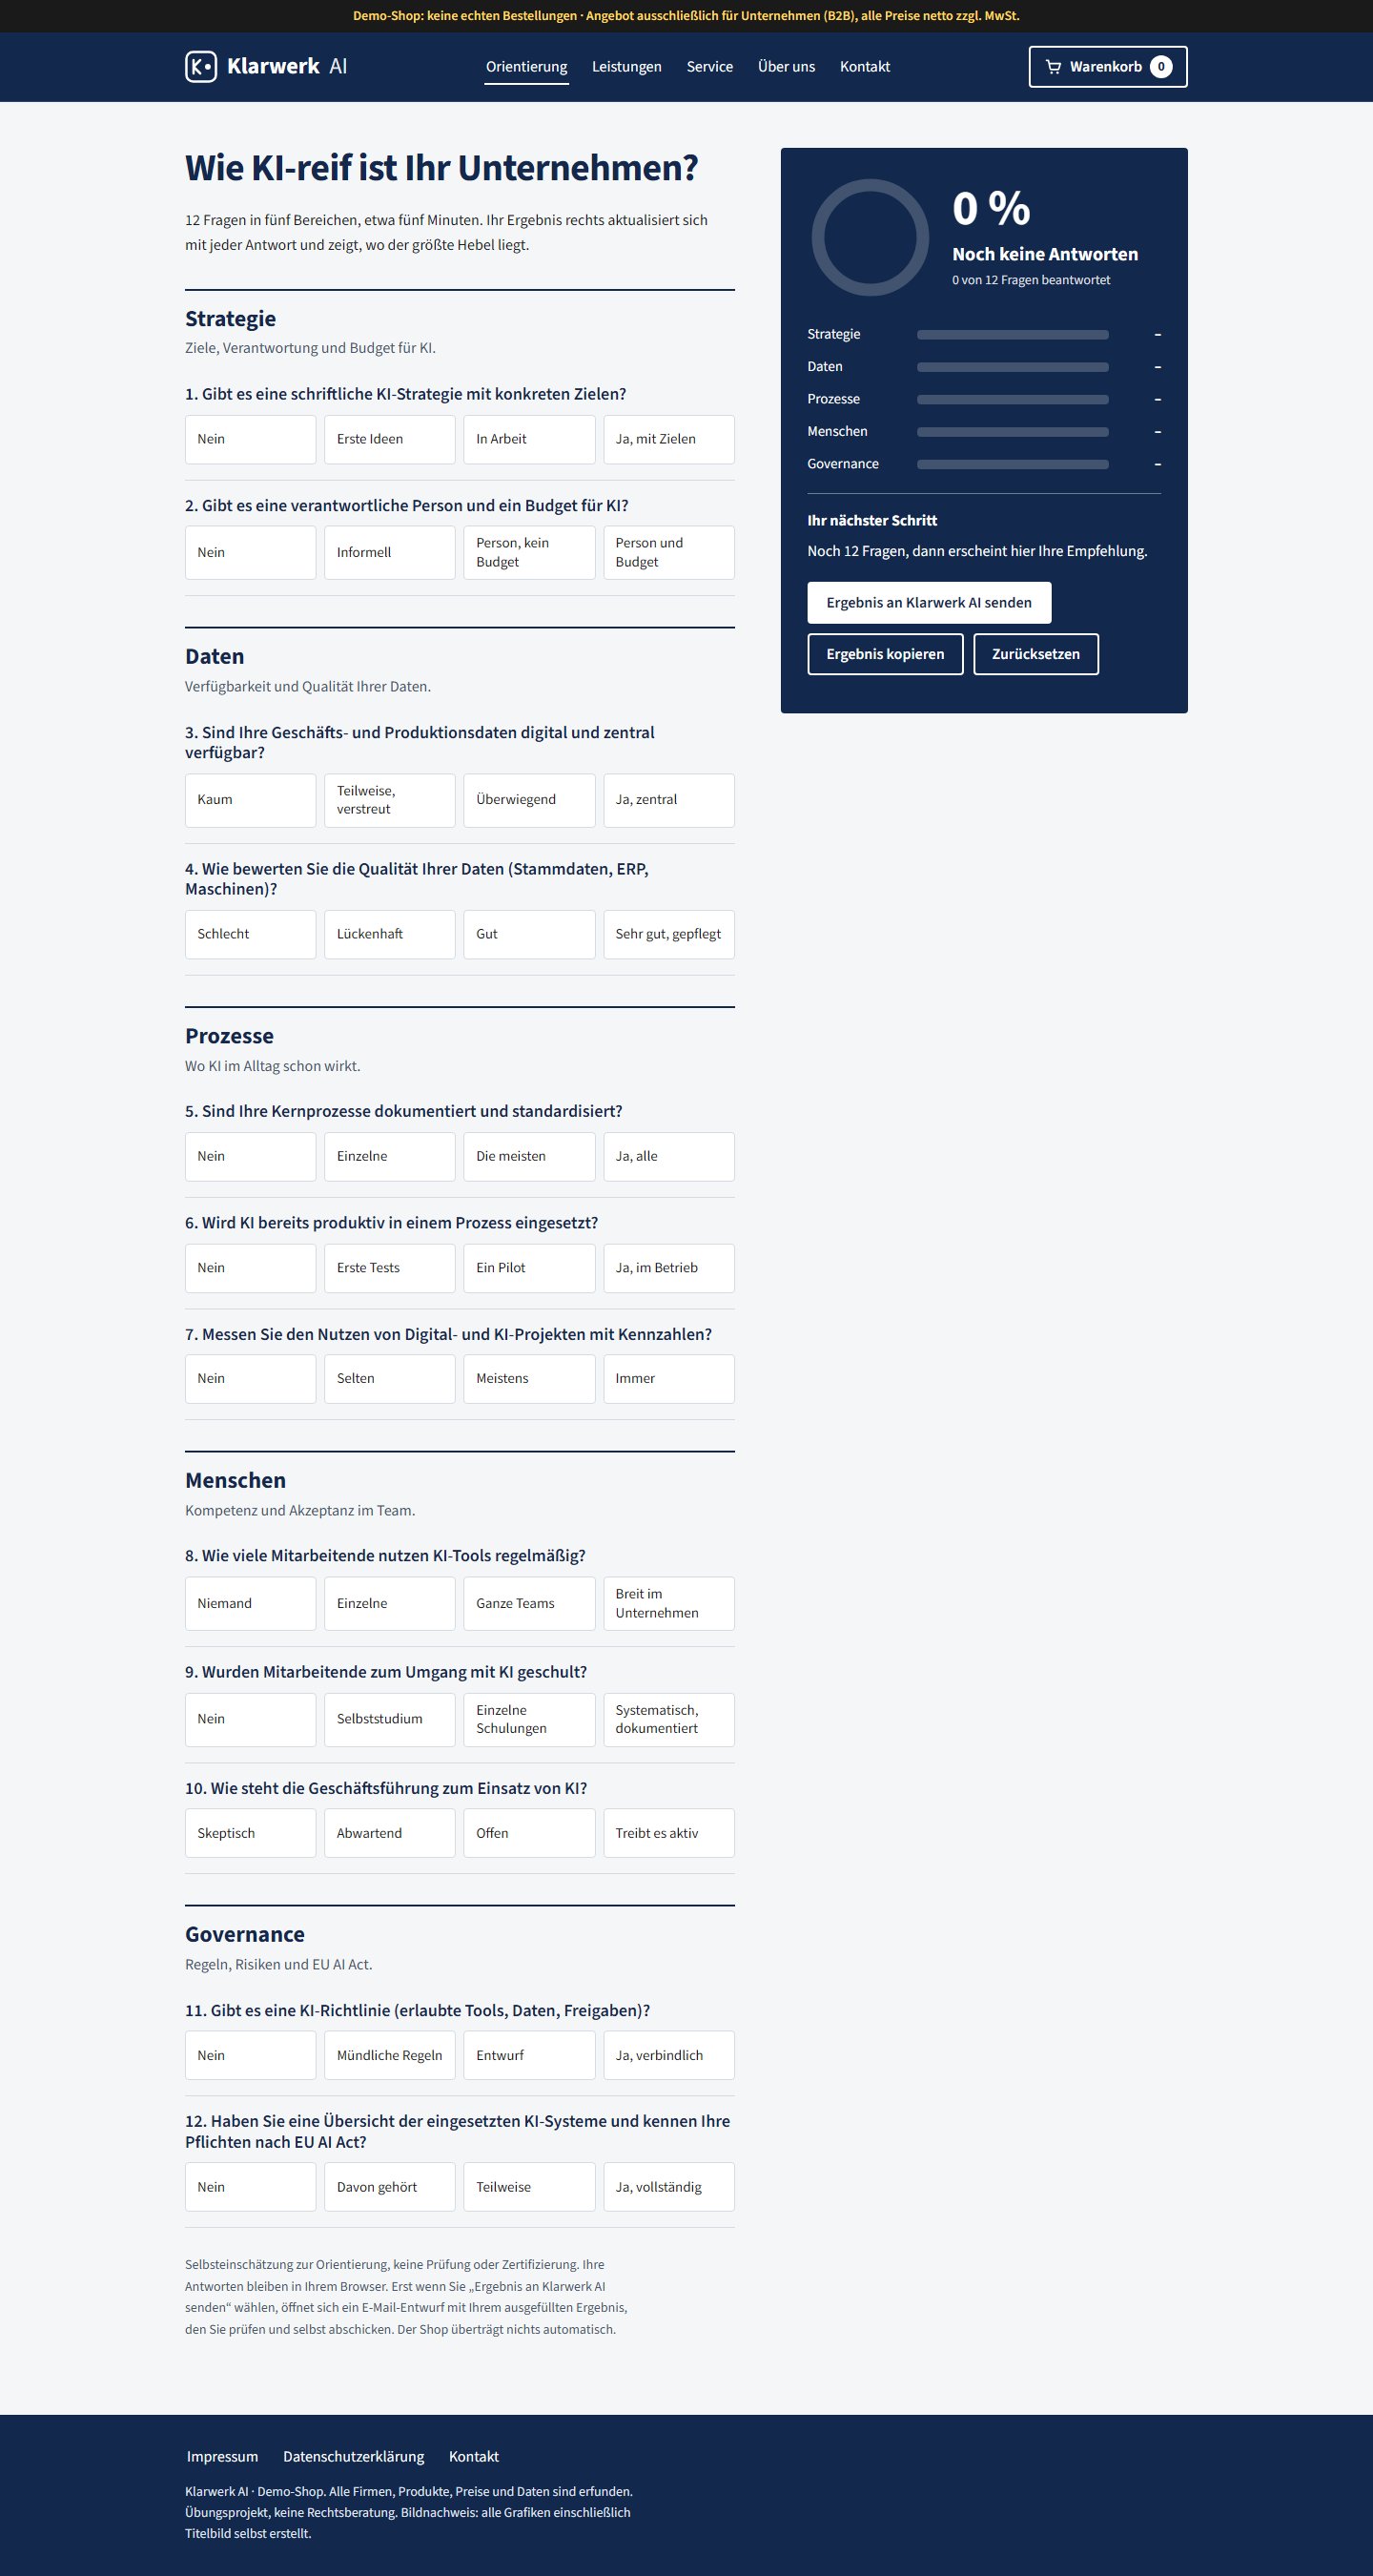 Demo-Shop: keine echten Bestellungen · Angebot ausschließlich für Unternehmen (B2B), alle Preise netto zzgl. MwSt.
Klarwerk AI
Orientierung
Leistungen
Service
Über uns
Kontakt
Warenkorb 0
Wie KI-reif ist Ihr Unternehmen?
12 Fragen in fünf Bereichen, etwa fünf Minuten. Ihr Ergebnis rechts aktualisiert sich
mit jeder Antwort und zeigt, wo der größte Hebel liegt.
Strategie
Ziele, Verantwortung und Budget für KI.
1. Gibt es eine schriftliche KI-Strategie mit konkreten Zielen?
Nein
Erste Ideen
In Arbeit
Ja, mit Zielen
2. Gibt es eine verantwortliche Person und ein Budget für KI?
Nein
Informell
Person, kein
Budget
Person und
Budget
Daten
Verfügbarkeit und Qualität Ihrer Daten.
3. Sind Ihre Geschäfts- und Produktionsdaten digital und zentral
verfügbar?
Kaum
Teilweise,
verstreut
Überwiegend
Ja, zentral
4. Wie bewerten Sie die Qualität Ihrer Daten (Stammdaten, ERP,
Maschinen)?
Schlecht
Lückenhaft
Gut
Sehr gut, gepflegt
Prozesse
Wo KI im Alltag schon wirkt.
5. Sind Ihre Kernprozesse dokumentiert und standardisiert?
Nein
Einzelne
Die meisten
Ja, alle
6. Wird KI bereits produktiv in einem Prozess eingesetzt?
Nein
Erste Tests
Ein Pilot
Ja, im Betrieb
7. Messen Sie den Nutzen von Digital- und KI-Projekten mit Kennzahlen?
Nein
Selten
Meistens
Immer
Menschen
Kompetenz und Akzeptanz im Team.
8. Wie viele Mitarbeitende nutzen KI-Tools regelmäßig?
Niemand
Einzelne
Ganze Teams
Breit im
Unternehmen
9. Wurden Mitarbeitende zum Umgang mit KI geschult?
Nein
Selbststudium
Einzelne
Schulungen
Systematisch,
dokumentiert
10. Wie steht die Geschäftsführung zum Einsatz von KI?
Skeptisch
Abwartend
Offen
Treibt es aktiv
Governance
Regeln, Risiken und EU AI Act.
11. Gibt es eine KI-Richtlinie (erlaubte Tools, Daten, Freigaben)?
Nein
Mündliche Regeln
Entwurf
Ja, verbindlich
12. Haben Sie eine Übersicht der eingesetzten KI-Systeme und kennen Ihre
Pflichten nach EU AI Act?
Nein
Davon gehört
Teilweise
Ja, vollständig
Selbsteinschätzung zur Orientierung, keine Prüfung oder Zertifizierung. Ihre
Antworten bleiben in Ihrem Browser. Erst wenn Sie „Ergebnis an Klarwerk AI
senden“ wählen, öffnet sich ein E-Mail-Entwurf mit Ihrem ausgefüllten Ergebnis,
den Sie prüfen und selbst abschicken. Der Shop überträgt nichts automatisch.
0 %
Noch keine Antworten
0 von 12 Fragen beantwortet
Strategie –
Daten –
Prozesse –
Menschen –
Governance –
Ihr nächster Schritt
Noch 12 Fragen, dann erscheint hier Ihre Empfehlung.
Ergebnis an Klarwerk AI senden
Ergebnis kopieren
Zurücksetzen
Impressum
Datenschutzerklärung
Kontakt
Klarwerk AI · Demo-Shop. Alle Firmen, Produkte, Preise und Daten sind erfunden.
Übungsprojekt, keine Rechtsberatung. Bildnachweis: alle Grafiken einschließlich
Titelbild selbst erstellt.